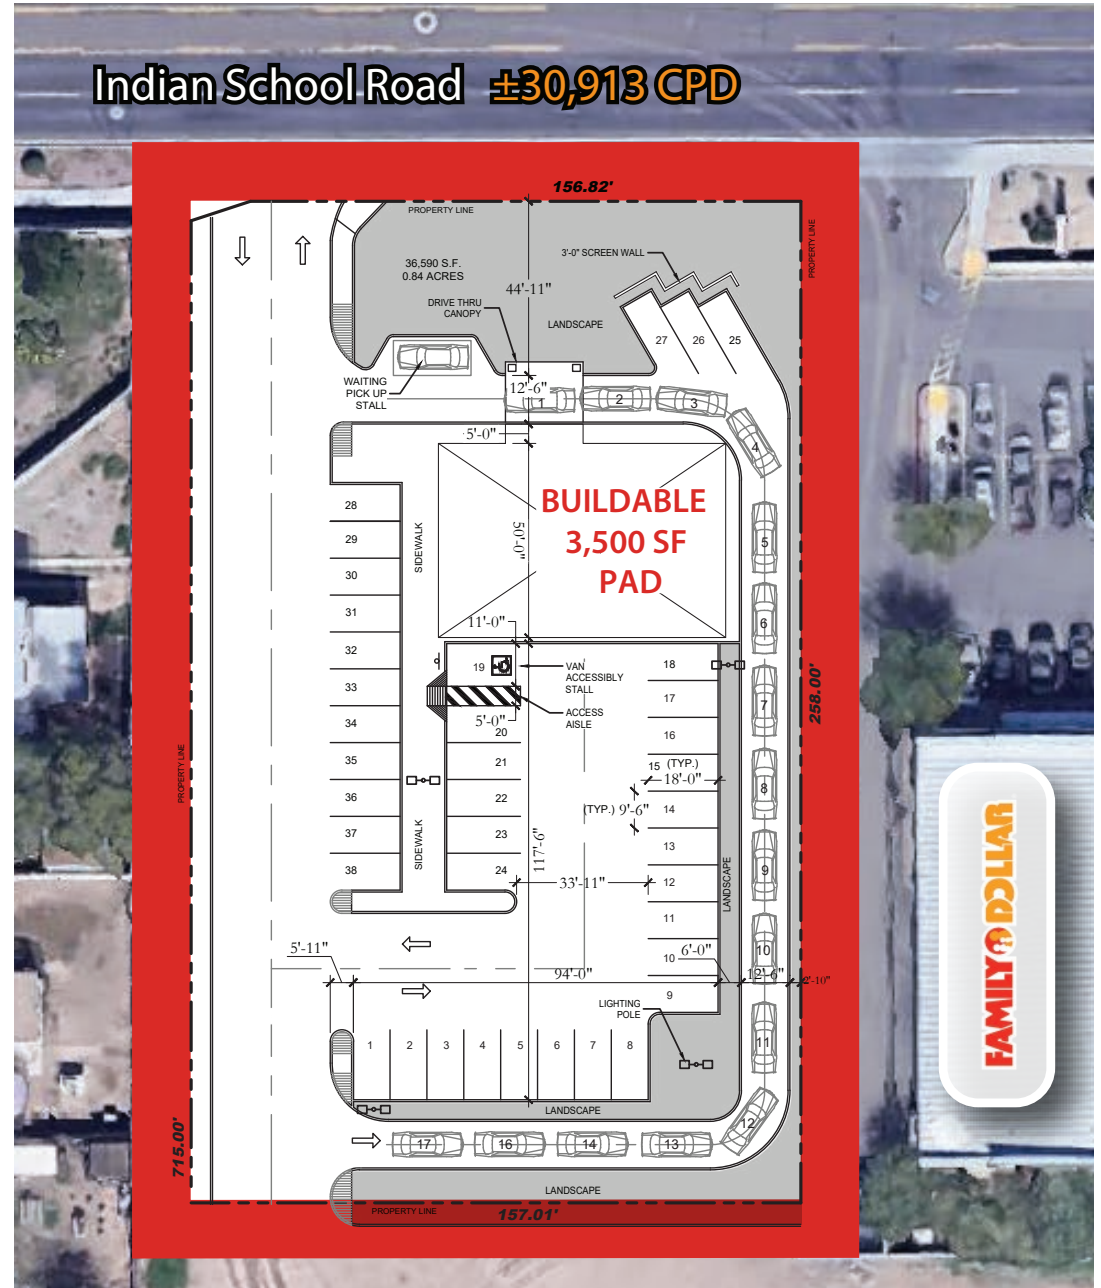 Indian School Road ±30,913 CPD
156.82'
PROPERTY LINE
PROPERTY LINE
36,590 S.F.
0.84 ACRES
3'-0" SCREEN WALL
44'-11"
DRIVE THRU
CANOPY
LANDSCAPE
27
26
25
WAITING
PICK UP
STALL
12'-6"
1
2
3
4
5'-0"
BUILDABLE
3,500 SF
PAD
50'-0"
SIDEWALK
28
29
30
31
32
33
34
35
36
37
38
5
6
7
8
9
10
11
12
11'-0"
19
VAN
ACCESSIBLY
STALL
ACCESS
AISLE
5'-0"
20
21
22
23
24
18
17
16
15 (TYP.)
18'-0"
(TYP.) 9'-6"
14
13
12
11
10
9
258.00'
PROPERTY LINE
SIDEWALK
117'-6"
33'-11"
LANDSCAPE
FAMILY DOLLAR
5'-11"
94'-0"
6'-0"
12'-6"
2'-10"
LIGHTING
POLE
1
2
3
4
5
6
7
8
LANDSCAPE
17
16
14
13
715.00'
LANDSCAPE
PROPERTY LINE
157.01'